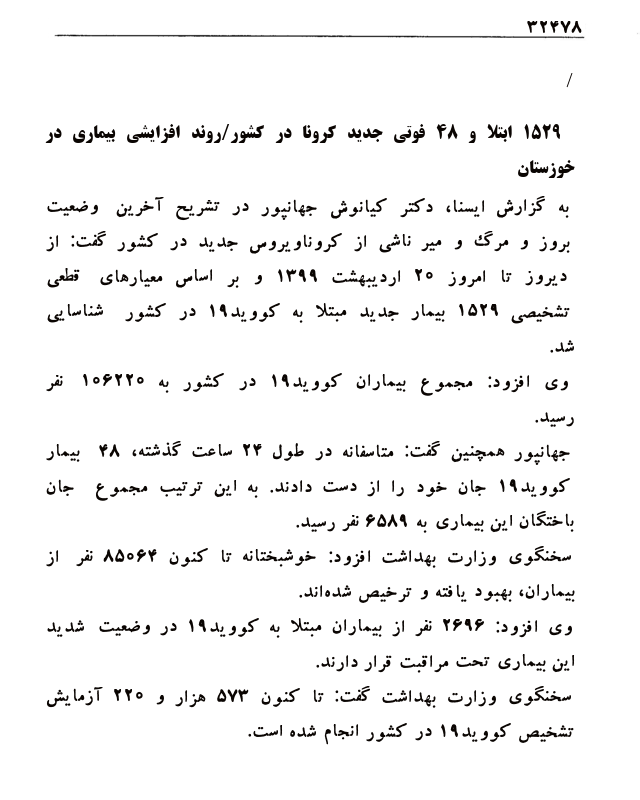 ۳۲۴۷۸
/
۱۵۲۹ ابتلا و ۴۸ فوتی جدید کرونا در کشور/روند افزایشی بیماری در
خوزستان
به گزارش ایسنا، دکتر کیانوش جهانپور در تشریح آخرین وضعیت
بروز و مرگ و میر ناشی از کروناویروس جدید در کشور گفت: از
دیروز تا امروز ۲۰ اردیبهشت ۱۳۹۹ و بر اساس معیارهای قطعی
تشخیصی ۱۵۲۹ بیمار جدید مبتلا به کووید۱۹ در کشور شناسایی
شد.
وی افزود: مجموع بیماران کووید۱۹ در کشور به ۱۰۶۲۲۰ نفر
رسید.
جهانپور همچنین گفت: متاسفانه در طول ۲۴ ساعت گذشته، ۴۸ بیمار
کووید۱۹ جان خود را از دست دادند. به این ترتیب مجموع جان
باختگان این بیماری به ۶۵۸۹ نفر رسید.
سخنگوی وزارت بهداشت افزود: خوشبختانه تا کنون ۸۵۰۶۴ نفر از
بیماران، بهبود یافته و ترخیص شده‌اند.
وی افزود: ۲۶۹۶ نفر از بیماران مبتلا به کووید۱۹ در وضعیت شدید
این بیماری تحت مراقبت قرار دارند.
سخنگوی وزارت بهداشت گفت: تا کنون ۵۷۳ هزار و ۲۲۰ آزمایش
تشخیص کووید۱۹ در کشور انجام شده است.